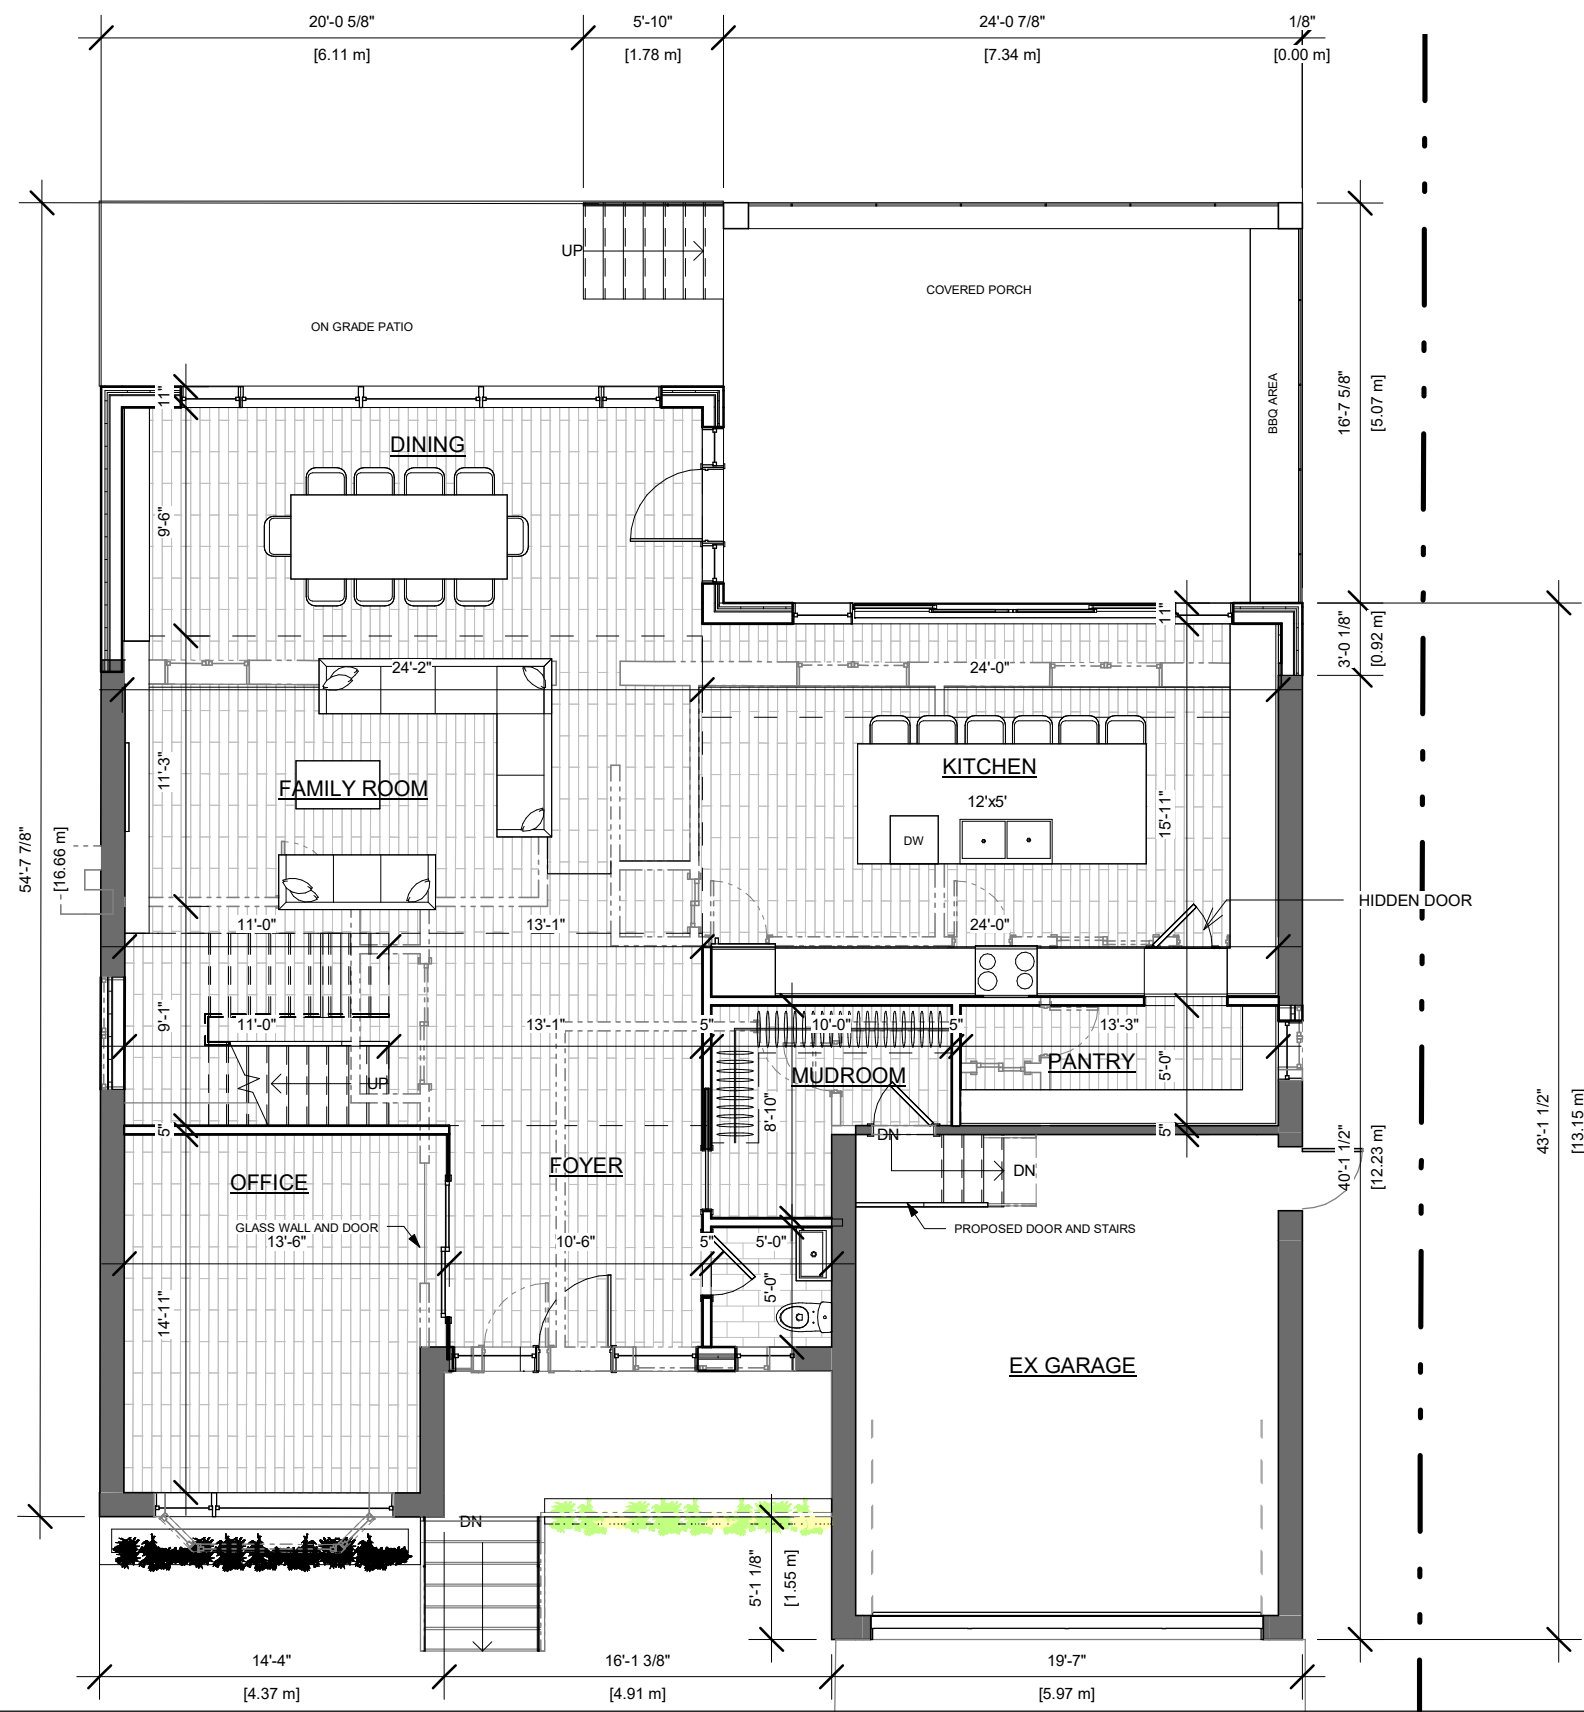 20'-0 5/8" 5'-10" 24'-0 7/8" 1/8"
[6.11 m] [1.78 m] [7.34 m] [0.00 m]
UP
COVERED PORCH
ON GRADE PATIO
BBQ AREA
16'-7 5/8"
[5.07 m]
11"
DINING
9'-6"
11"
3'-0 1/8"
[0.92 m]
24'-2" 24'-0"
11'-3"
FAMILY ROOM
KITCHEN
12'x5'
DW
15'-11"
54'-7 7/8"
[16.66 m]
HIDDEN DOOR
11'-0" 13'-1" 24'-0"
9'-1"
11'-0" 13'-1" 5" 10'-0" 5" 13'-3"
PANTRY
5'-0"
MUDROOM
UP
8'-10"
5"
DN
5"
43'-1 1/2"
[13.15 m]
40'-1 1/2"
[12.23 m]
FOYER
DN
OFFICE
GLASS WALL AND DOOR
PROPOSED DOOR AND STAIRS
13'-6" 10'-6" 5" 5'-0"
5'-0"
14'-11"
EX GARAGE
DN
5'-1 1/8"
[1.55 m]
14'-4" 16'-1 3/8" 19'-7"
[4.37 m] [4.91 m] [5.97 m]